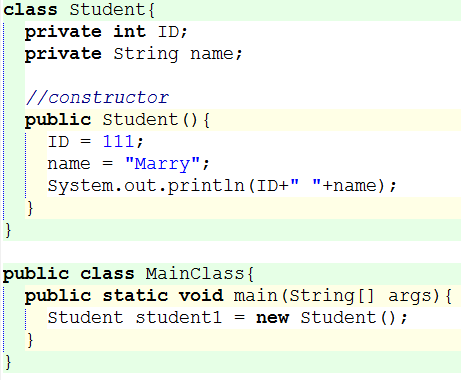 class Student{
private int ID;
private String name;
//constructor
public Student(){
ID = 111;
name = "Marry";
System.out.println(ID+" "+name);
}
}
public class MainClass{
public static void main(String[] args){
Student student1 = new Student();
}
}